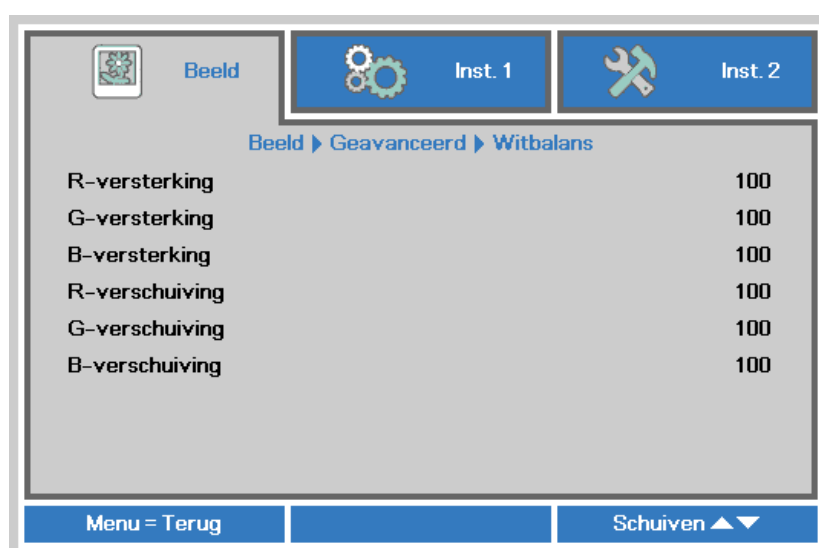 Beeld Inst. 1 Inst. 2
Beeld Geavanceerd Witbalans
R-versterking 100
G-versterking 100
B-versterking 100
R-verschuiving 100
G-verschuiving 100
B-verschuiving 100
Menu = Terug Schuiven